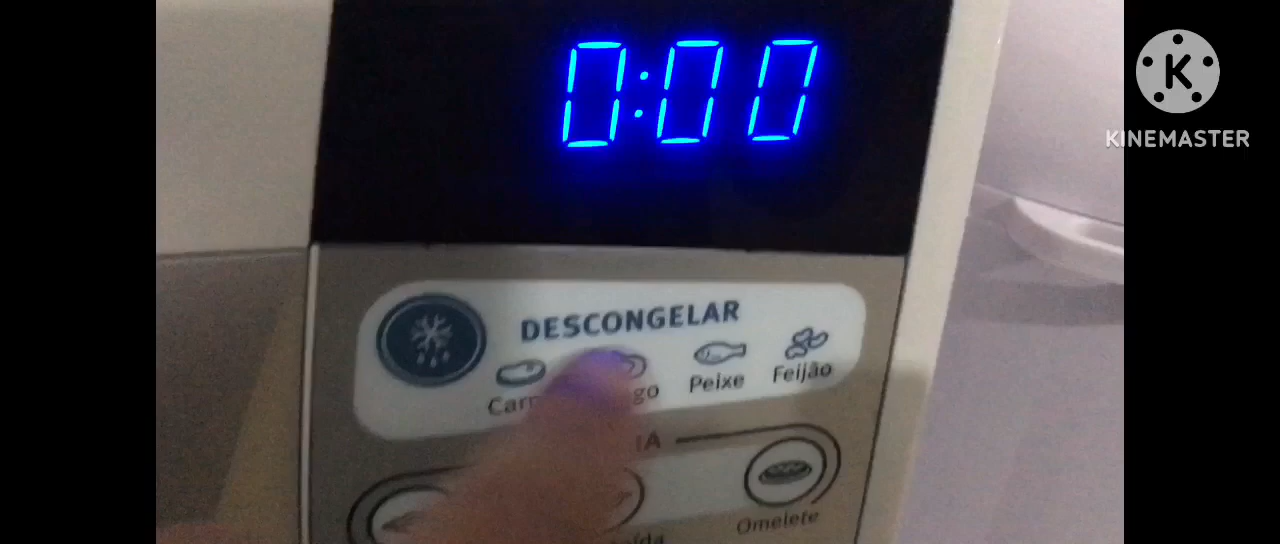 0:00
KINEMASTER
DESCONGELAR
Peixe
Feijão
Omelete